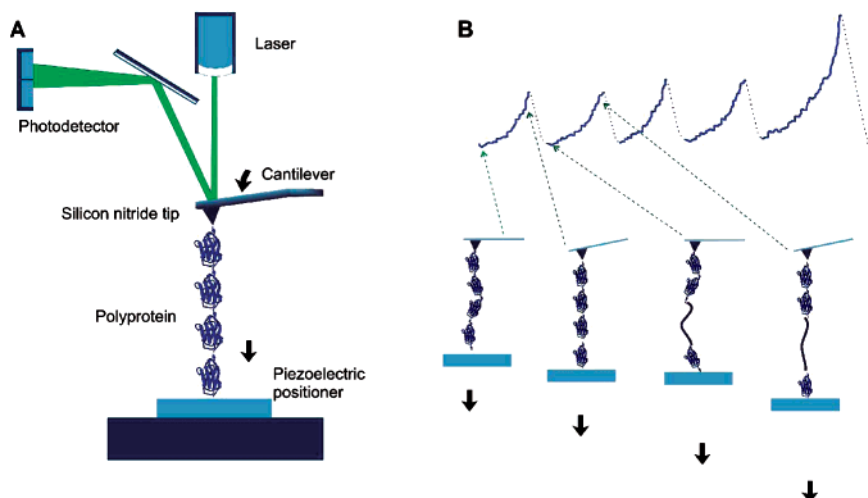 A
Laser
Photodetector
Cantilever
Silicon nitride tip
Polyprotein
Piezoelectric
positioner
B